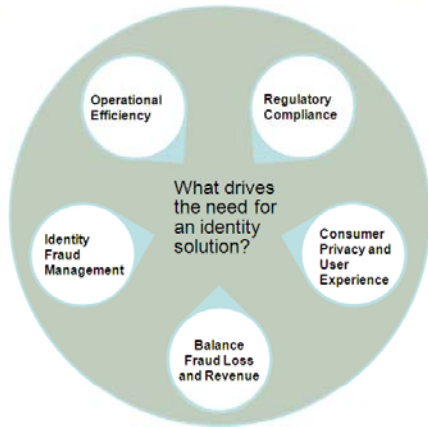 Operational
Efficiency
Regulatory
Compliance
What drives
the need for
an identity
solution?
Identity
Fraud
Management
Consumer
Privacy and
User
Experience
Balance
Fraud Loss
and Revenue